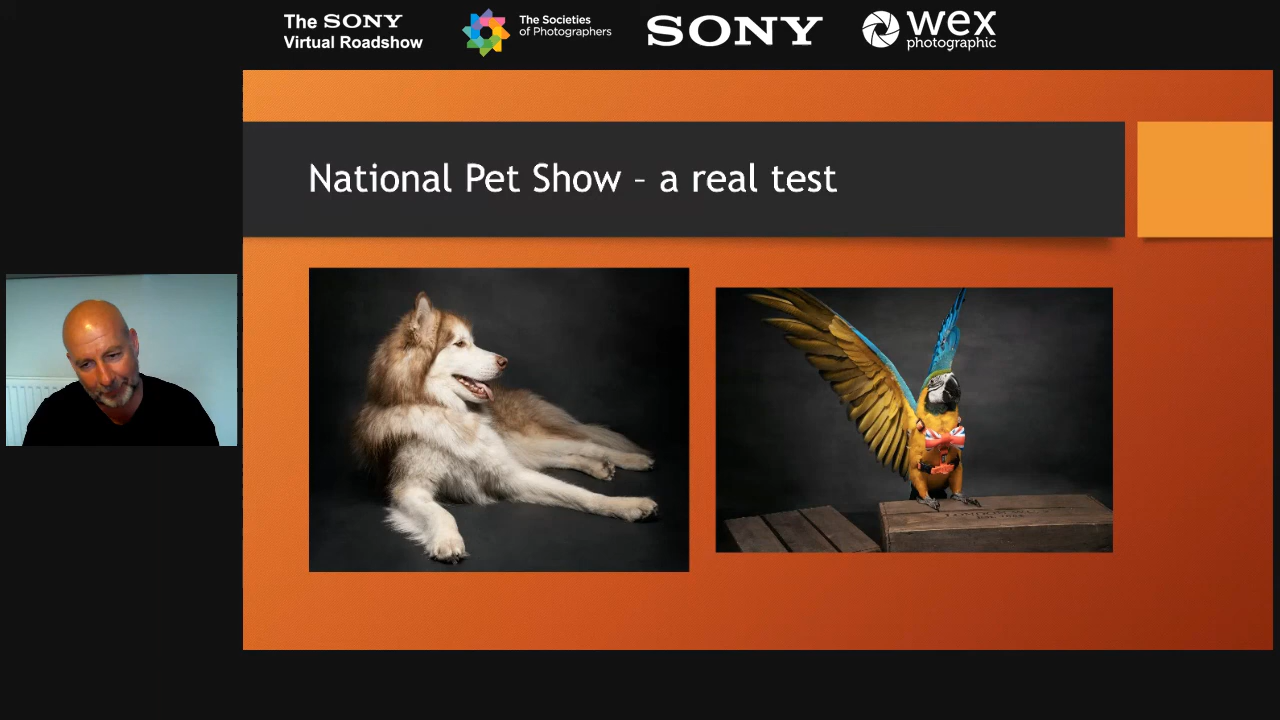 The SONY
Virtual Roadshow
The Societies
of Photographers
SONY
wex
photographic
National Pet Show – a real test